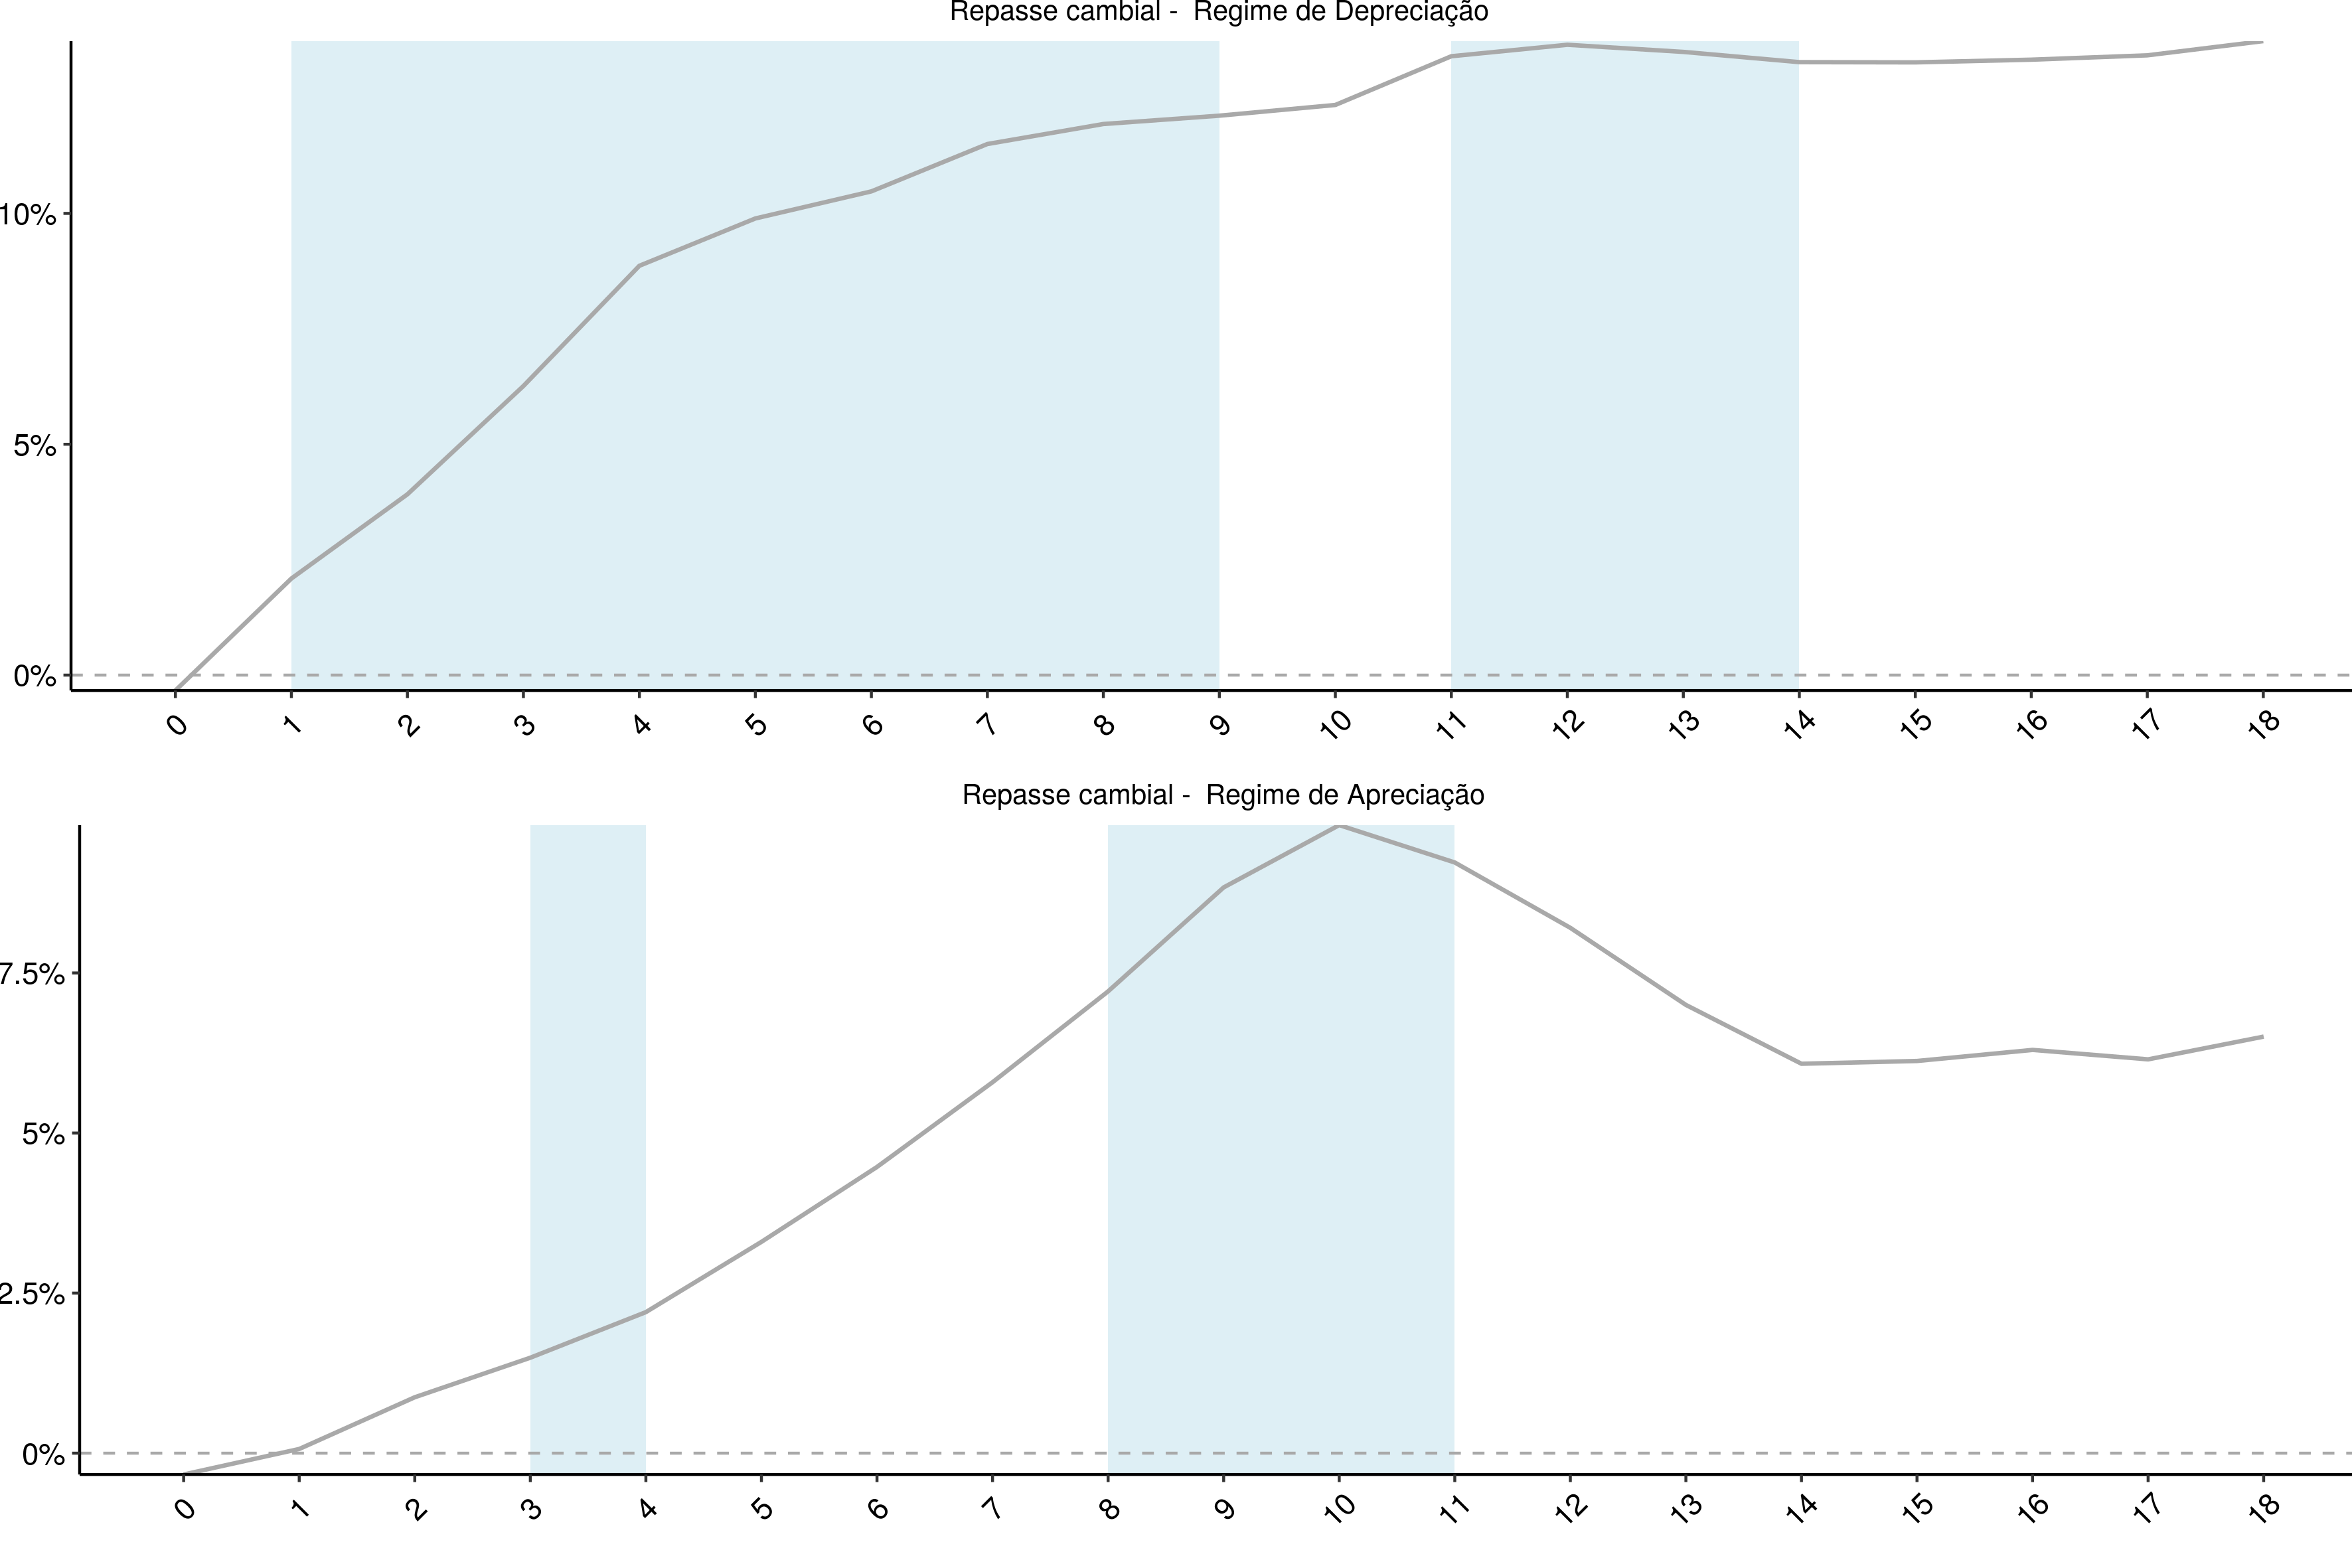 Repasse cambial -  Regime de Depreciação
10%
5%
0%
0 1 2 3 4 5 6 7 8 9 10 11 12 13 14 15 16 17 18
Repasse cambial -  Regime de Apreciação
7.5%
5%
2.5%
0%
0 1 2 3 4 5 6 7 8 9 10 11 12 13 14 15 16 17 18